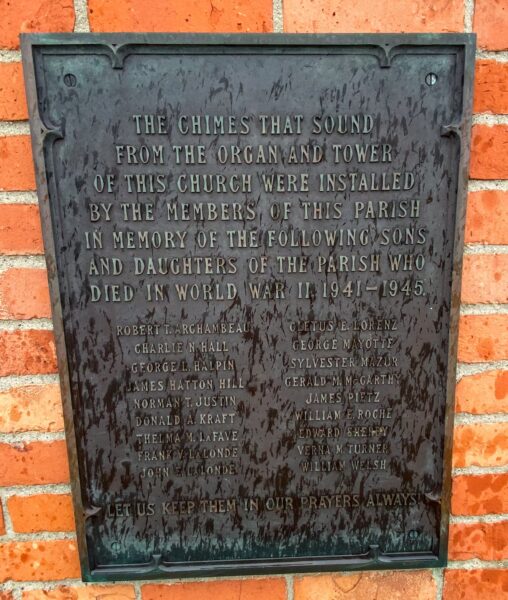 THE CHIMES THAT SOUND
FROM THE ORGAN AND TOWER
OF THIS CHURCH WERE INSTALLED
BY THE MEMBERS OF THIS PARISH
IN MEMORY OF THE FOLLOWING SONS
AND DAUGHTERS OF THE PARISH WHO
DIED IN WORLD WAR II 1941-1945.
ROBERT T. ARCHAMBEAU
CHARLIE N. HALL
GEORGE L. HALPIN
JAMES HATTON HILL
NORMAN T. JUSTIN
DONALD A. KRAFT
THELMA M. LaFAVE
FRANK Y. LALONDE
JOHN LALONDE
CLETUS E. LORENZ
GEORGE MAYOTTE
SYLVESTER MAZUR
GERALD M. McCARTHY
JAMES PIETZ
WILLIAM E. ROCHE
EDWARD
VERNA M. TURNER
WILLIAM WELSH
LET US KEEP THEM IN OUR PRAYERS ALWAYS!